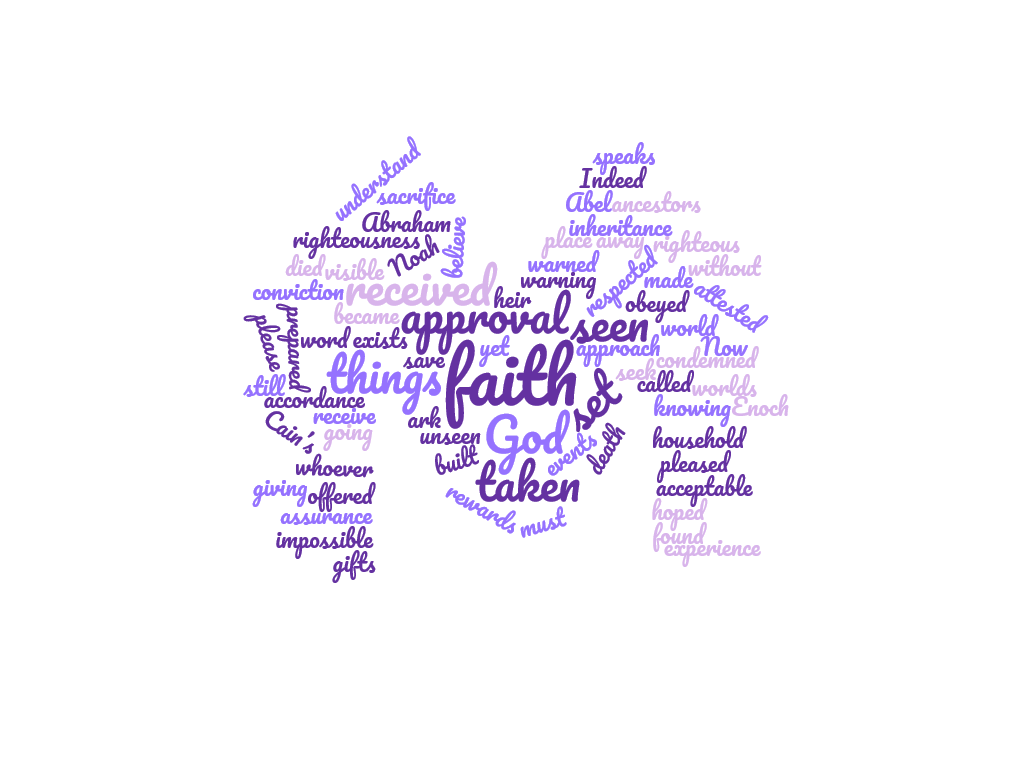 understand
speaks
Indeed
sacrifice
Abel
ancestors
Abraham
inheritance
righteousness
believe
place
away
righteous
Noah
died
visible
warned
respected
without
conviction
received
warning
made
attested
heir
obeyed
prepared
please
became
approval
seen
world
word
exists
yet
approach
Now
save
condemned
things
faith
seek
set
called
worlds
still
accordance
knowing
Enoch
receive
ark
Cain's
going
unseen
God
events
death
household
whoever
built
pleased
giving
offered
taken
acceptable
rewards
assurance
must
hoped
impossible
found
experience
gifts